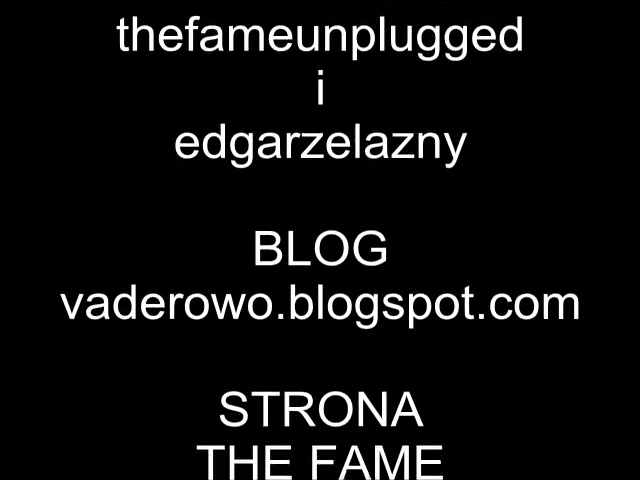 thefameunplugged
i
edgarzelazny
BLOG
vaderowo.blogspot.com
STRONA
THE FAME